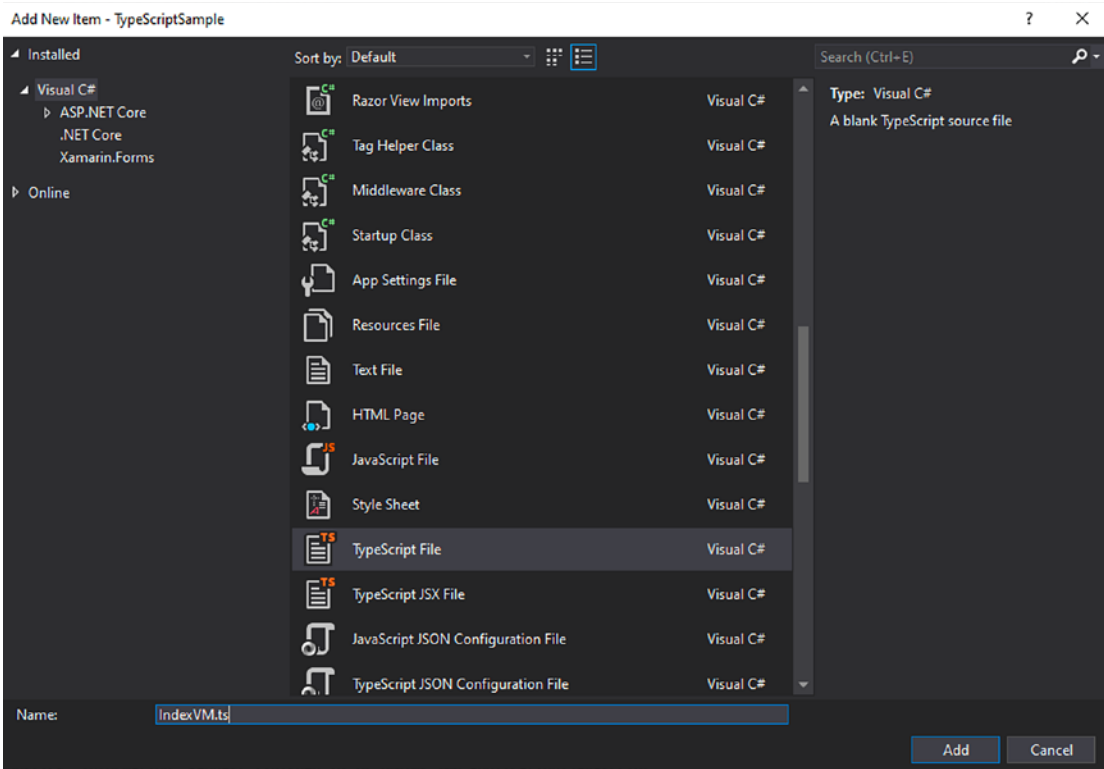 Add New Item - TypeScriptSample
? ×
Installed
Visual C#
ASP.NET Core
.NET Core
Xamarin.Forms
Online
Sort by: Default
Search (Ctrl+E)
C# @ Razor View Imports Visual C#
C# Tag Helper Class Visual C#
C# Middleware Class Visual C#
C# Startup Class Visual C#
App Settings File Visual C#
Resources File Visual C#
Text File Visual C#
HTML Page Visual C#
JS JavaScript File Visual C#
A Style Sheet Visual C#
TS TypeScript File Visual C#
TS TypeScript JSX File Visual C#
JavaScript JSON Configuration File Visual C#
TypeScript JSON Configuration File Visual C#
Type: Visual C#
A blank TypeScript source file
Name: IndexVM.ts
Add Cancel